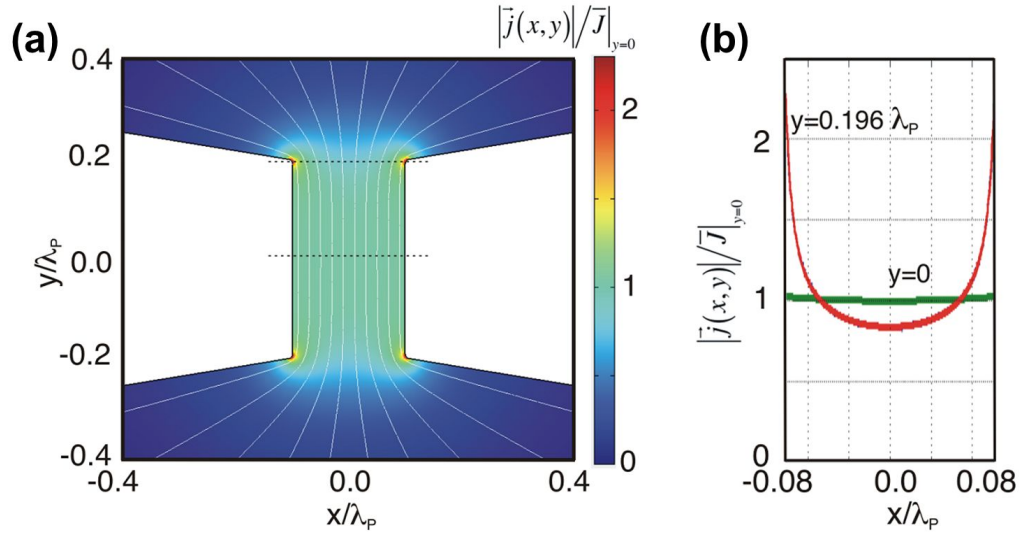 (a)
|j⃗(x,y)|/J̅|y=0
(b)
0.4
0.2
0.0
-0.2
-0.4
y/λP
-0.4
0.0
0.4
x/λP
2
1
0
y=0.196 λP
y=0
|j⃗(x,y)|/J̅|y=0
2
1
0
-0.08
0.0
0.08
x/λP